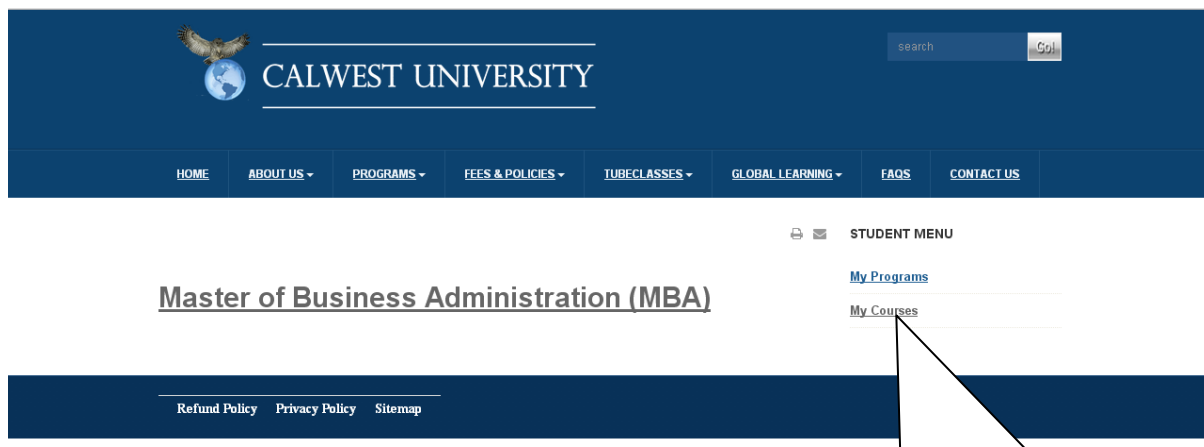 CALWEST UNIVERSITY
search Go!
HOME ABOUT US PROGRAMS FEES & POLICIES TUBECLASSES GLOBAL LEARNING FAQS CONTACT US
STUDENT MENU
My Programs
Master of Business Administration (MBA)
My Courses
Refund Policy Privacy Policy Sitemap